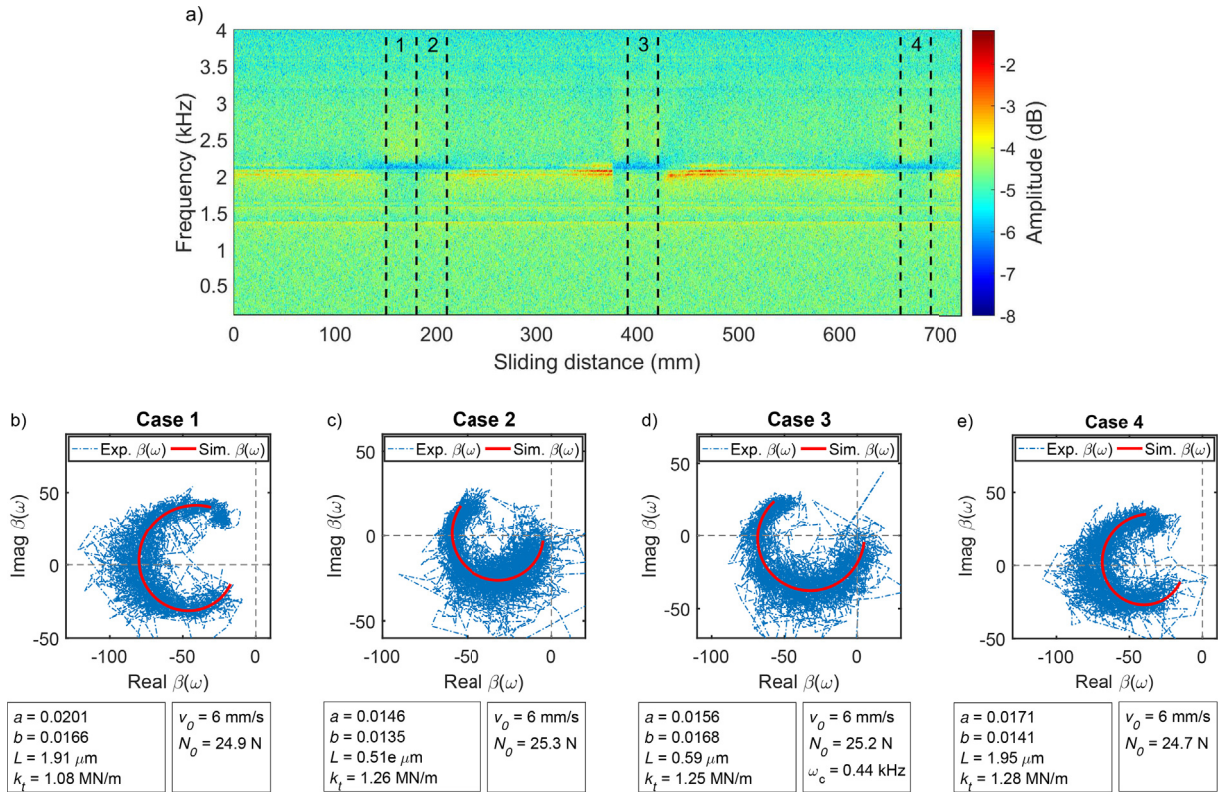 a)
4
3.5
3
2.5
2
1.5
1
0.5
Frequency (kHz)
1 2 3 4
0 100 200 300 400 500 600 700
Sliding distance (mm)
-2
-3
-4
-5
-6
-7
-8
Amplitude (dB)
b) Case 1
Exp. β(ω) Sim. β(ω)
50
0
-50
Imag β(ω)
-100 -50 0
Real β(ω)
a = 0.0201
b = 0.0166
L = 1.91 μm
k_t = 1.08 MN/m
v_0 = 6 mm/s
N_0 = 24.9 N
c) Case 2
Exp. β(ω) Sim. β(ω)
50
0
-50
Imag β(ω)
-100 -50 0
Real β(ω)
a = 0.0146
b = 0.0135
L = 0.51e μm
k_t = 1.26 MN/m
v_0 = 6 mm/s
N_0 = 25.3 N
d) Case 3
Exp. β(ω) Sim. β(ω)
50
0
-50
Imag β(ω)
-100 -50 0
Real β(ω)
a = 0.0156
b = 0.0168
L = 0.59 μm
k_t = 1.25 MN/m
v_0 = 6 mm/s
N_0 = 25.2 N
ω_c = 0.44 kHz
e) Case 4
Exp. β(ω) Sim. β(ω)
50
0
-50
Imag β(ω)
-100 -50 0
Real β(ω)
a = 0.0171
b = 0.0141
L = 1.95 μm
k_t = 1.28 MN/m
v_0 = 6 mm/s
N_0 = 24.7 N